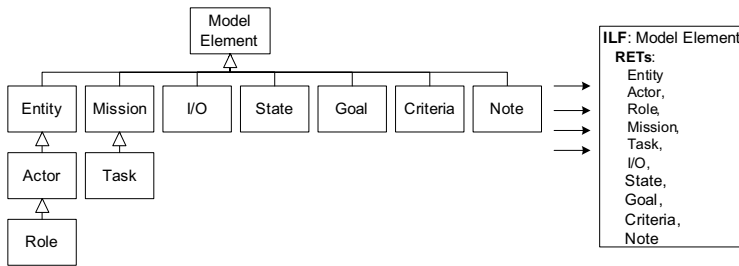 Model
Element
Entity
Mission
I/O
State
Goal
Criteria
Note
Actor
Task
Role
ILF: Model Element
RETs:
Entity
Actor,
Role,
Mission,
Task,
I/O,
State,
Goal,
Criteria,
Note